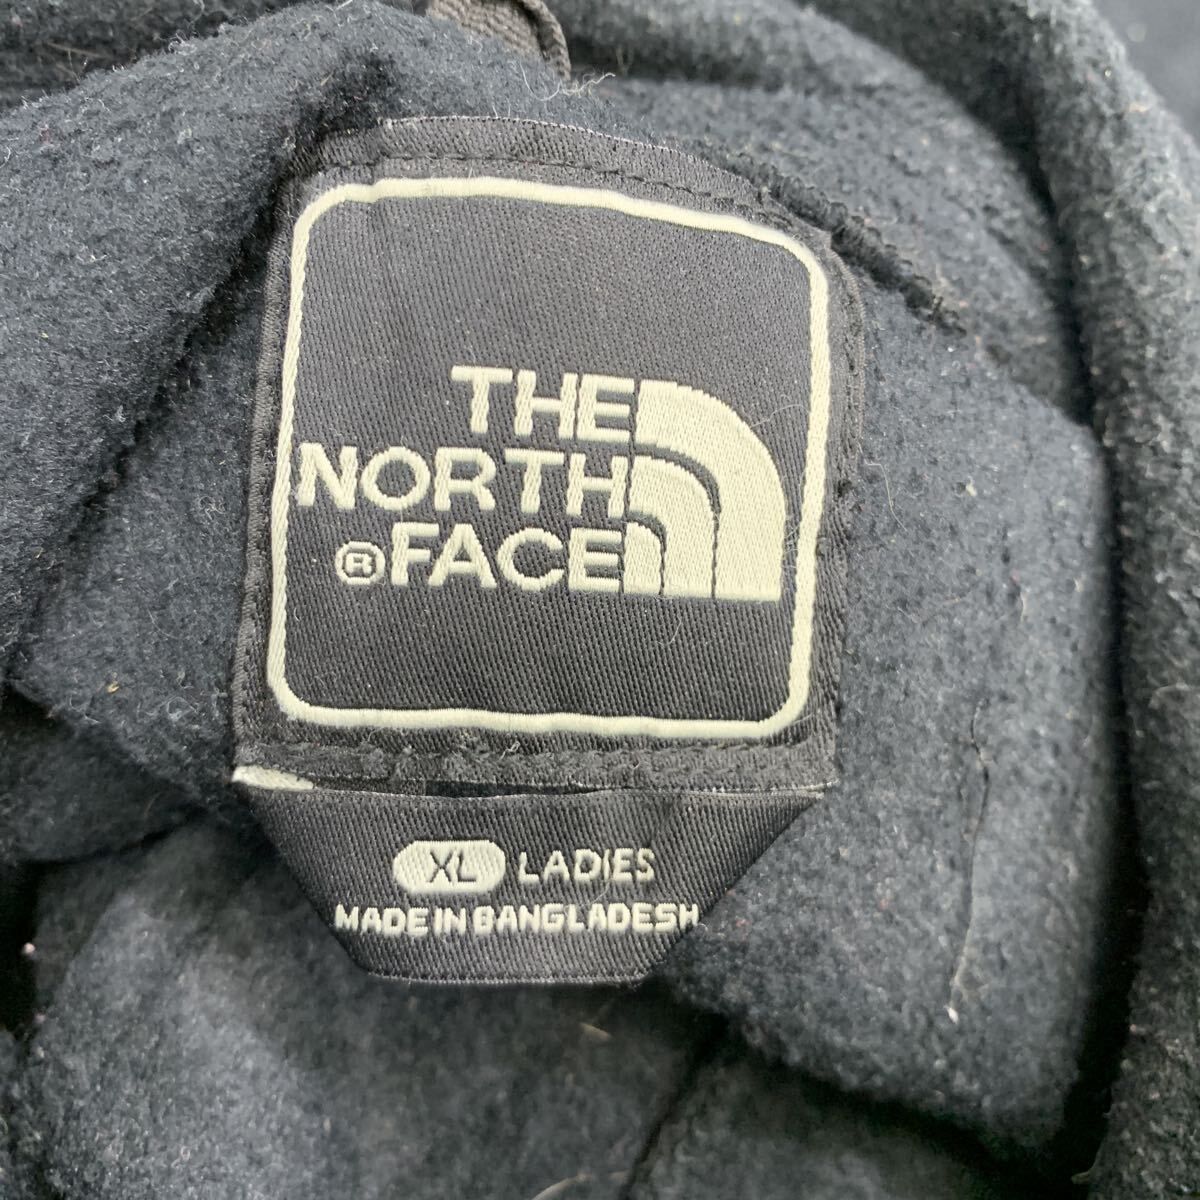 THE
NORTH
®FACE
XL LADIES
MADE IN BANGLADESH